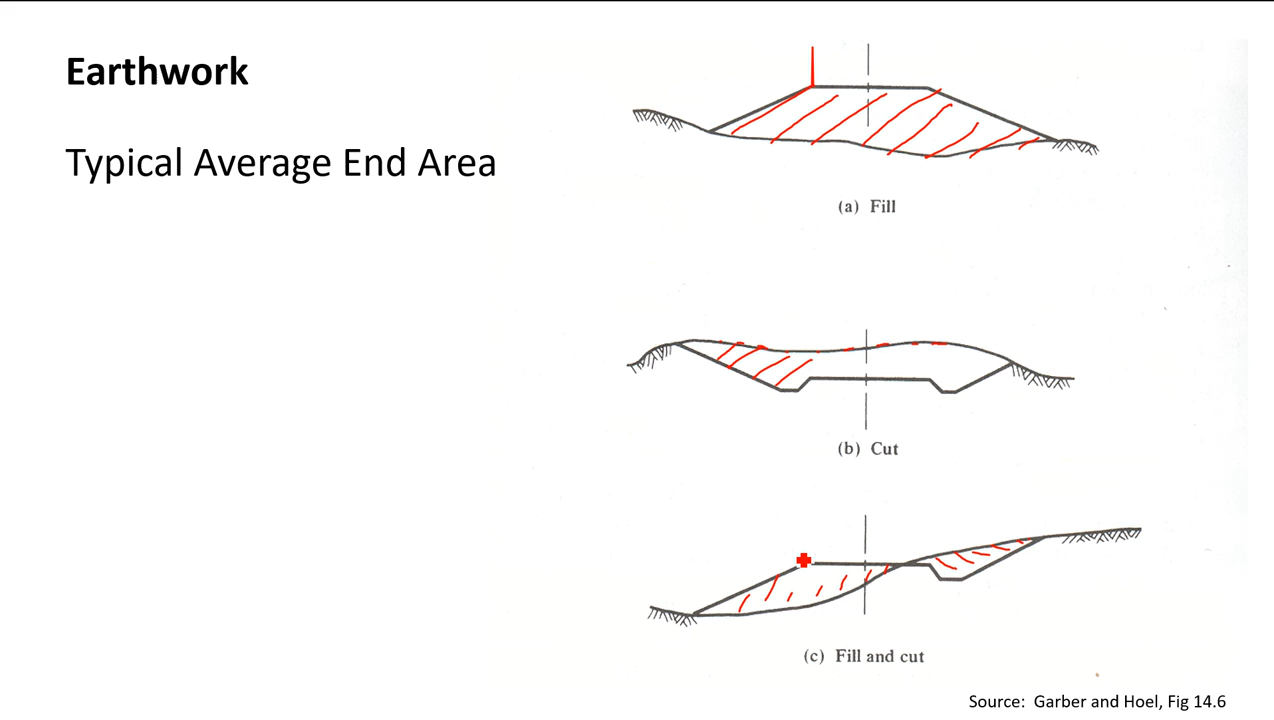 Earthwork
Typical Average End Area
(a) Fill
(b) Cut
(c) Fill and cut
Source: Garber and Hoel, Fig 14.6